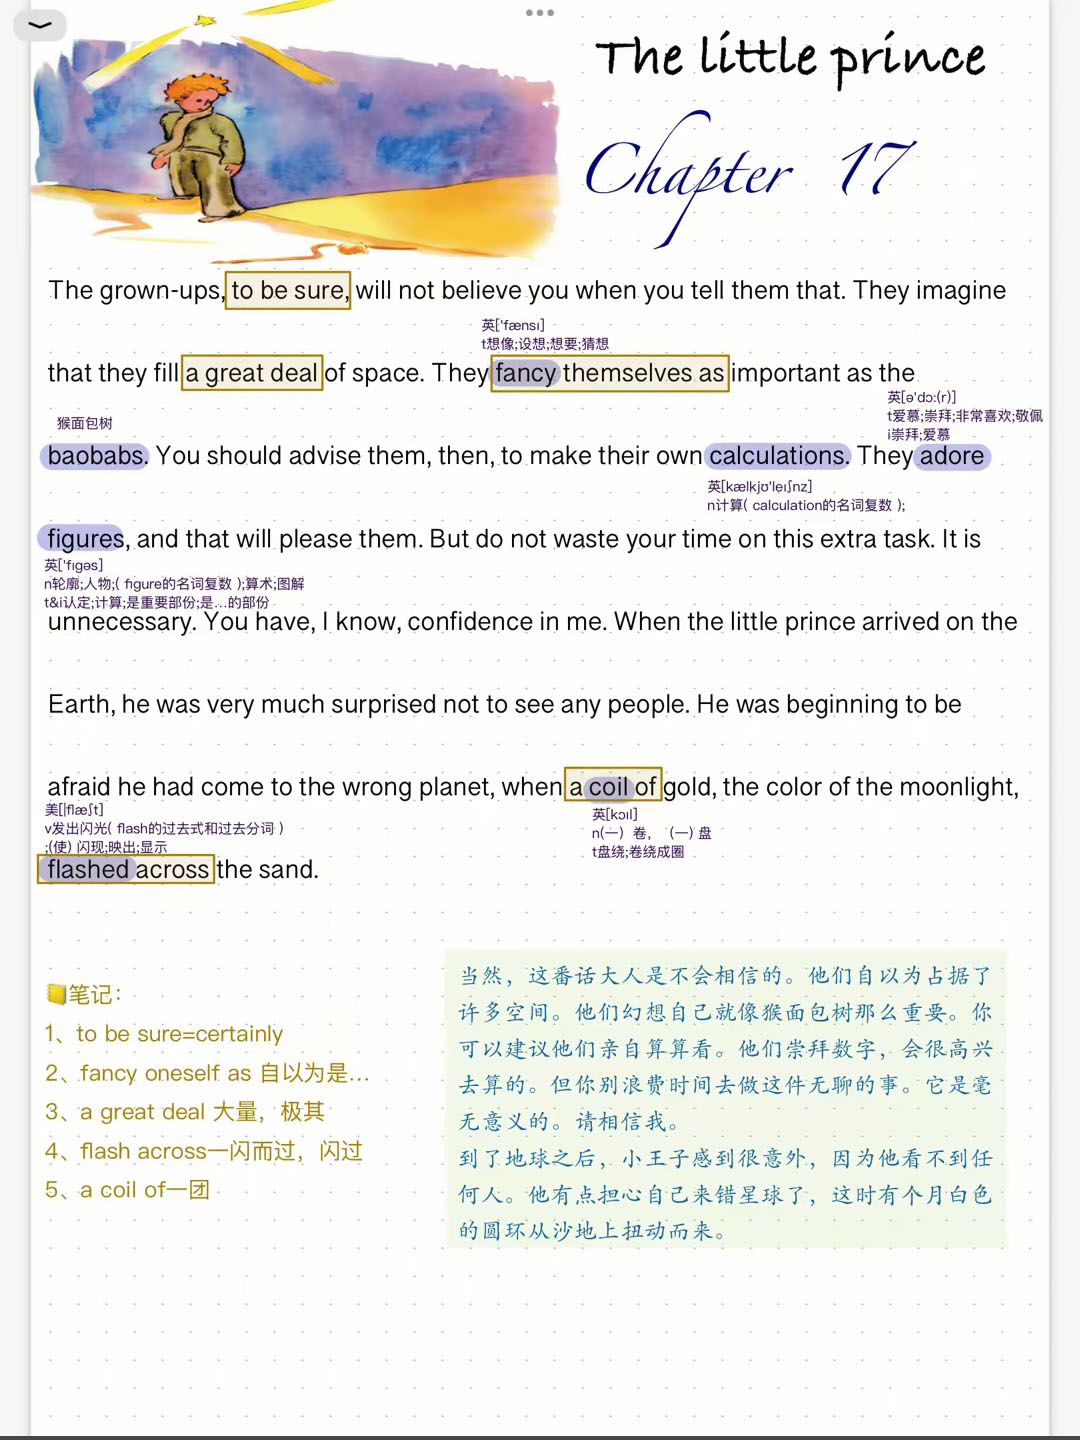 The little prince
Chapter 17
The grown-ups, to be sure, will not believe you when you tell them that. They imagine
英['fænsɪ]
t想像;设想;想要;猜想
that they fill a great deal of space. They fancy themselves as important as the
猴面包树
英[ə'dɔ:(r)]
t爱慕;崇拜;非常喜欢;敬佩
i崇拜;爱慕
baobabs. You should advise them, then, to make their own calculations. They adore
英[kælkjʊ'leɪʃnz]
n计算( calculation的名词复数 );
figures, and that will please them. But do not waste your time on this extra task. It is
英['fɪgəs]
n轮廓;人物;( figure的名词复数 );算术;图解
t&i认定;计算;是重要部份;是…的部份
unnecessary. You have, I know, confidence in me. When the little prince arrived on the
Earth, he was very much surprised not to see any people. He was beginning to be
afraid he had come to the wrong planet, when a coil of gold, the color of the moonlight,
美[|flæʃt]
v发出闪光( flash的过去式和过去分词 )
;(使) 闪现;映出;显示
英[kɔɪl]
n(一) 卷, (一) 盘
t盘绕;卷绕成圈
flashed across the sand.
笔记:
1、to be sure=certainly
2、fancy oneself as 自以为是...
3、a great deal 大量，极其
4、flash across一闪而过，闪过
5、a coil of一团
当然，这番话大人是不会相信的。他们自以为占据了
许多空间。他们幻想自己就像猴面包树那么重要。你
可以建议他们亲自算算看。他们崇拜数字，会很高兴
去算的。但你别浪费时间去做这件无聊的事。它是毫
无意义的。请相信我。
到了地球之后，小王子感到很意外，因为他看不到任
何人。他有点担心自己来错星球了，这时有个月白色
的圆环从沙地上扭动而来。